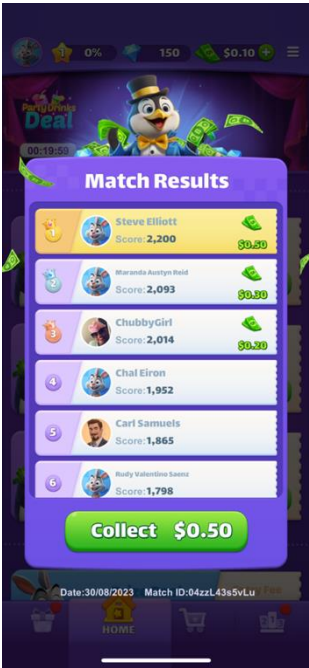 1 0% 150 $0.10
Party Drinks
Deal
00:19:59
Match Results
1 Steve Elliott
Score:2,200 $0.50
2 Maranda Austyn Reid
Score:2,093 $0.30
3 ChubbyGirl
Score:2,014 $0.20
4 Chal Eiron
Score:1,952
5 Carl Samuels
Score:1,865
6 Rudy Valentino Saenz
Score:1,798
Collect $0.50
Date:30/08/2023 Match ID:04zzL43s5vLu
HOME